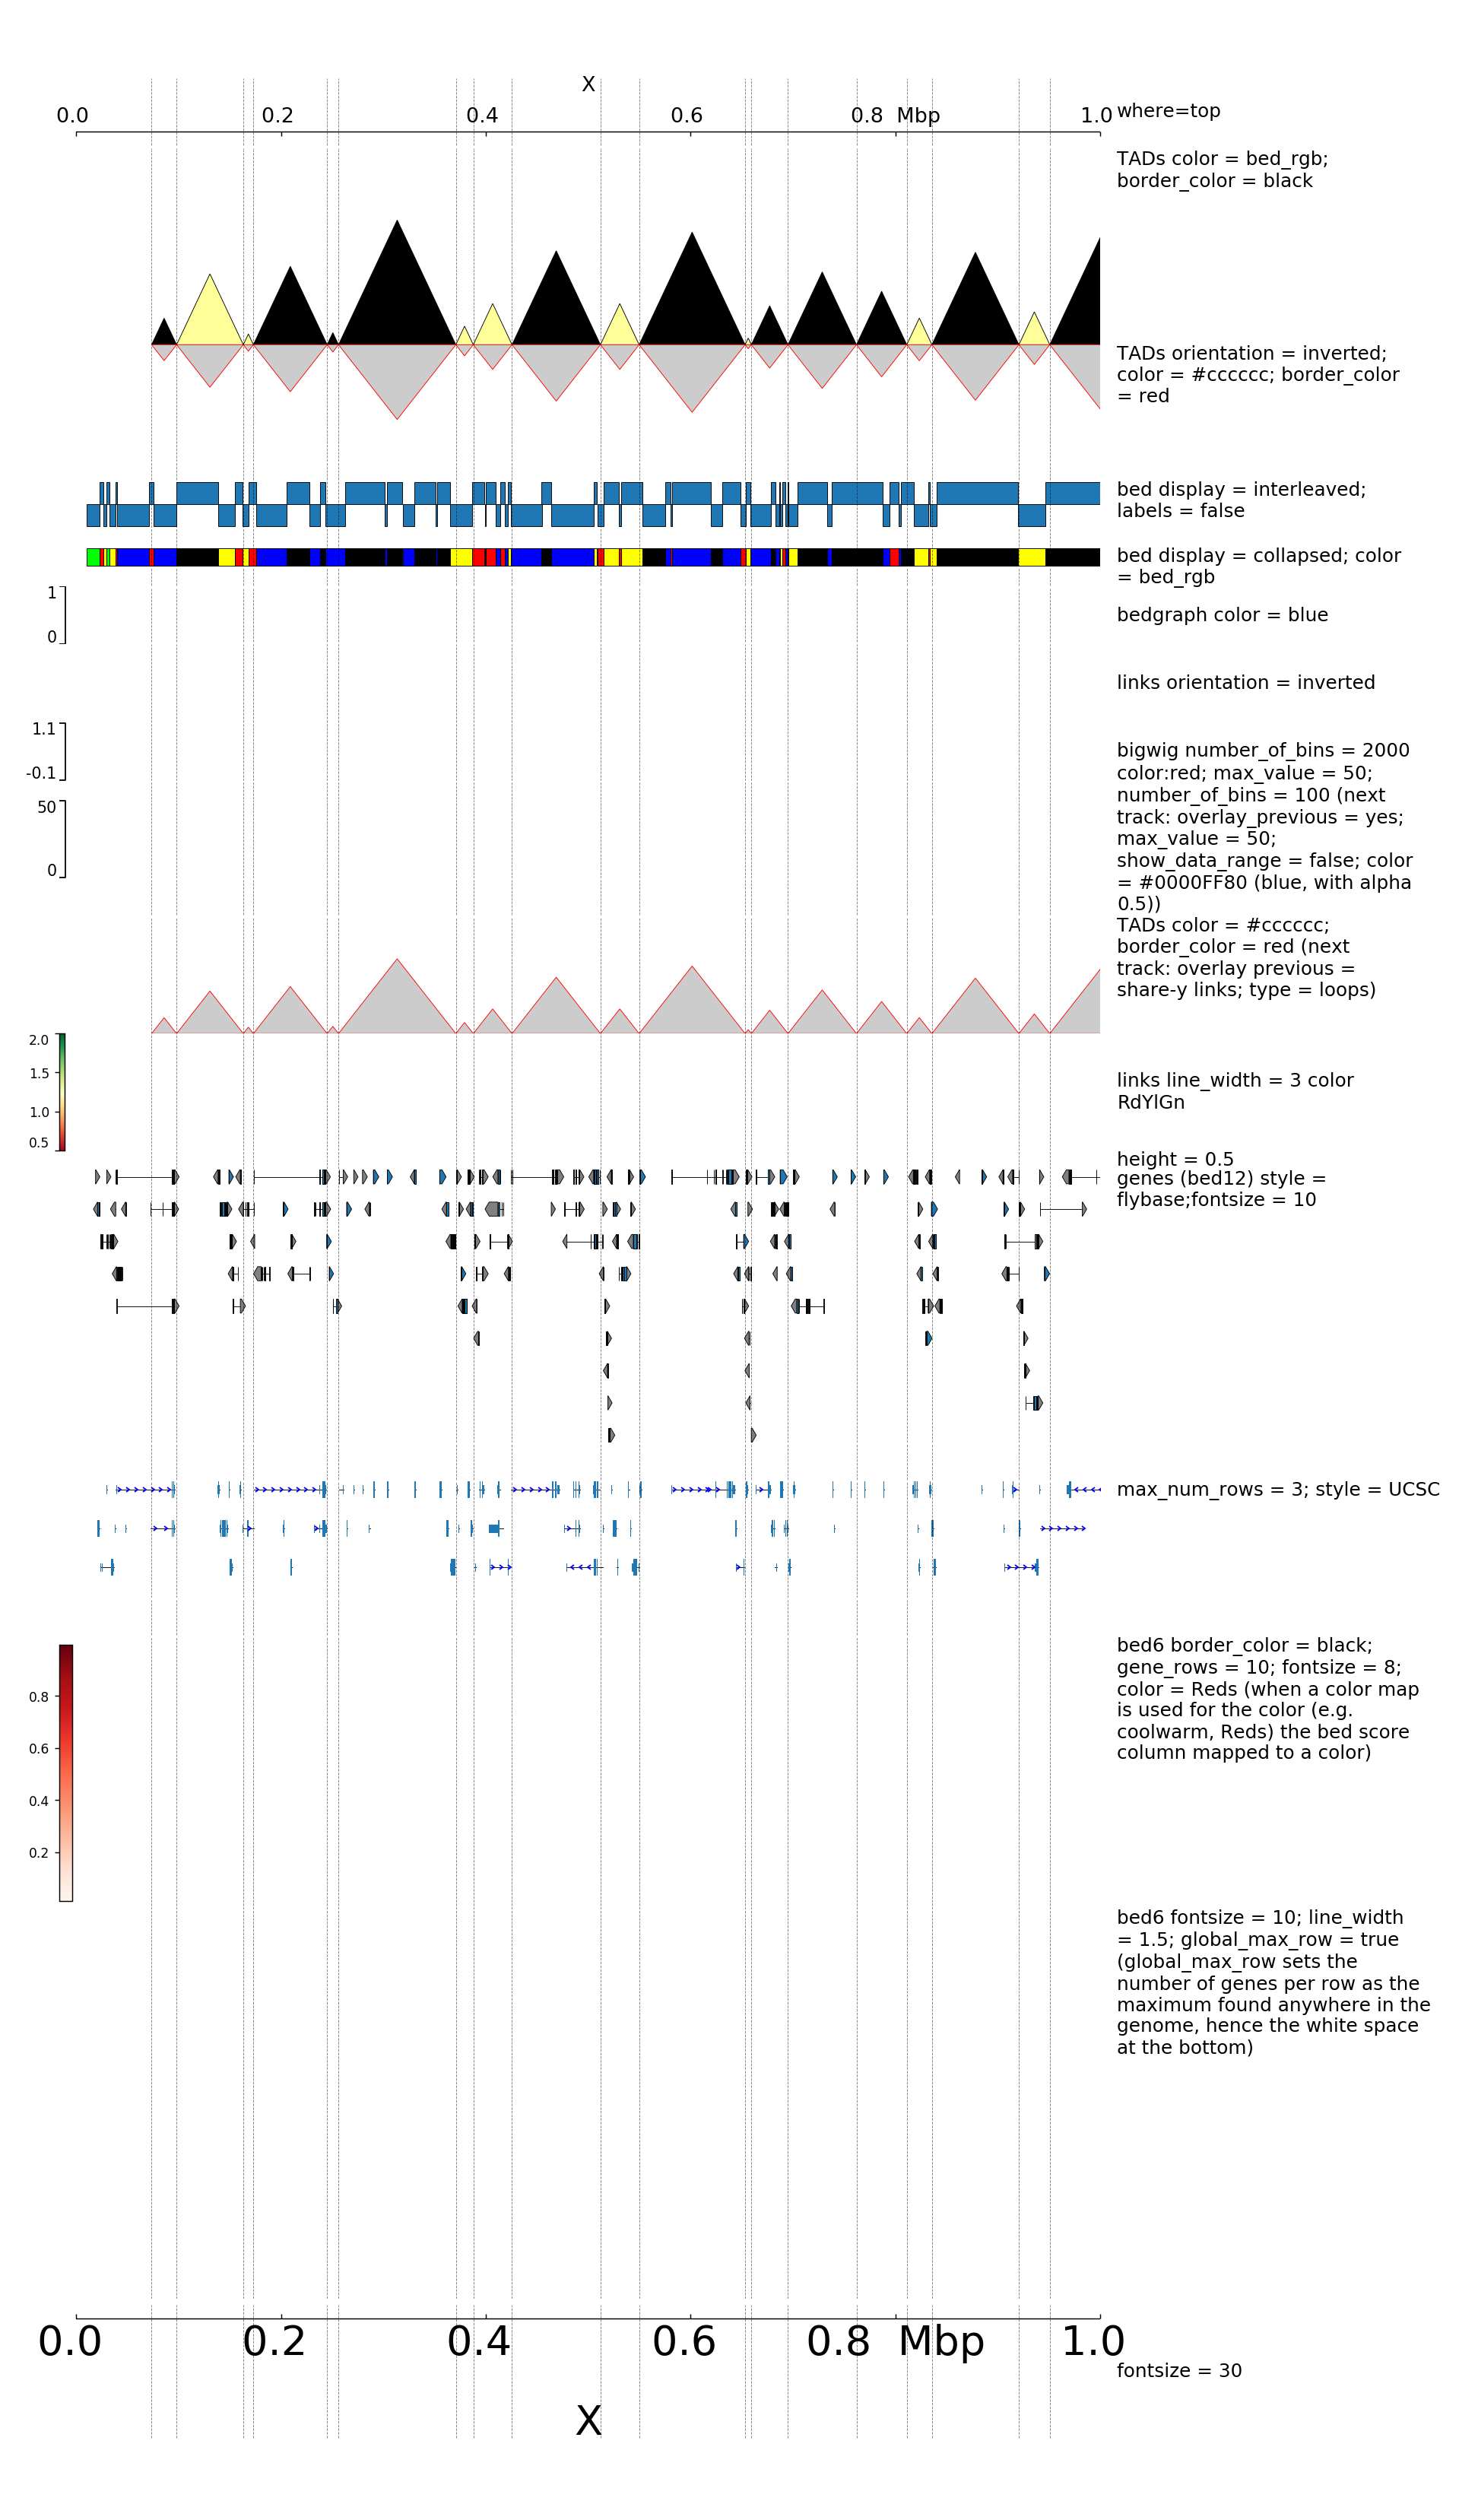 X
0.0 0.2 0.4 0.6 0.8 Mbp 1.0
where=top
TADs color = bed_rgb;
border_color = black
TADs orientation = inverted;
color = #cccccc; border_color
= red
bed display = interleaved;
labels = false
bed display = collapsed; color
= bed_rgb
1
0
bedgraph color = blue
links orientation = inverted
1.1
-0.1
bigwig number_of_bins = 2000
50
0
color:red; max_value = 50;
number_of_bins = 100 (next
track: overlay_previous = yes;
max_value = 50;
show_data_range = false; color
= #0000FF80 (blue, with alpha
0.5))
TADs color = #cccccc;
border_color = red (next
track: overlay previous =
share-y links; type = loops)
2.0
1.5
1.0
0.5
links line_width = 3 color
RdYlGn
height = 0.5
genes (bed12) style =
flybase;fontsize = 10
max_num_rows = 3; style = UCSC
0.8
0.6
0.4
0.2
bed6 border_color = black;
gene_rows = 10; fontsize = 8;
color = Reds (when a color map
is used for the color (e.g.
coolwarm, Reds) the bed score
column mapped to a color)
bed6 fontsize = 10; line_width
= 1.5; global_max_row = true
(global_max_row sets the
number of genes per row as the
maximum found anywhere in the
genome, hence the white space
at the bottom)
0.0 0.2 0.4 0.6 0.8 Mbp 1.0
fontsize = 30
X